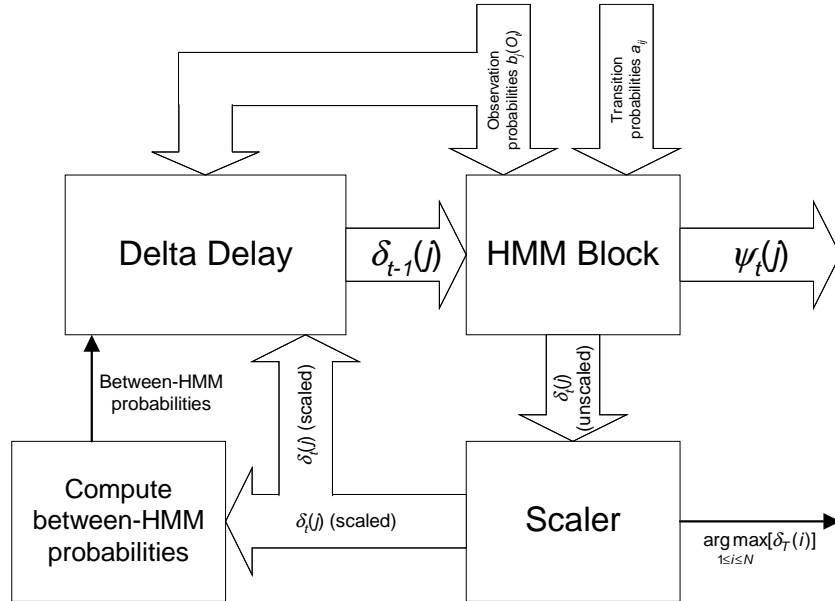 Observation
probabilities b_j(O_t)
Transition
probabilities a_ij
Delta Delay
δ_t-1(j)
HMM Block
ψ_t(j)
Between-HMM
probabilities
δ_t(j) (scaled)
δ_t(j)
(unscaled)
Compute
between-HMM
probabilities
δ_t(j) (scaled)
Scaler
arg max[δ_T(i)]
1≤i≤N